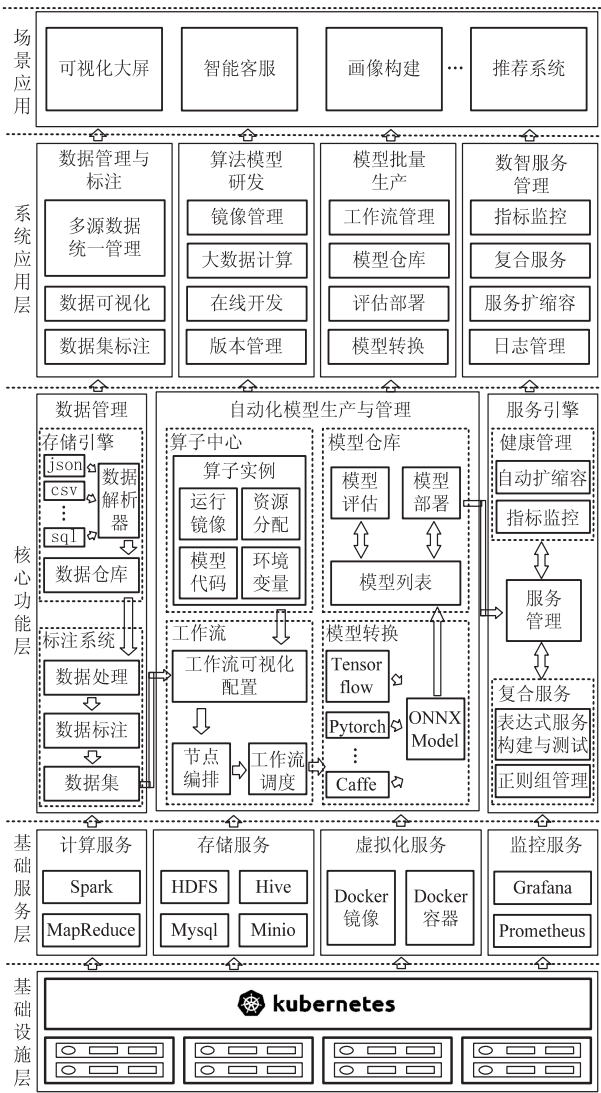 场景应用
可视化大屏
智能客服
画像构建
…
推荐系统
系统应用层
数据管理与
标注
多源数据
统一管理
数据可视化
数据集标注
算法模型
研发
镜像管理
大数据计算
在线开发
版本管理
模型批量
生产
工作流管理
模型仓库
评估部署
模型转换
数智服务
管理
指标监控
复合服务
服务扩缩容
日志管理
核心功能层
数据管理
存储引擎
json
csv
⋮
sql
数据
解析
器
数据仓库
标注系统
数据处理
数据标注
数据集
自动化模型生产与管理
算子中心
算子实例
运行
镜像
资源
分配
模型
代码
环境
变量
工作流
工作流可视化
配置
节点
编排
工作流
调度
模型仓库
模型
评估
模型
部署
模型列表
模型转换
Tensor
flow
Pytorch
⋮
Caffe
ONNX
Model
服务引擎
健康管理
自动扩缩容
指标监控
服务
管理
复合服务
表达式服务
构建与测试
正则组管理
基础服务层
计算服务
Spark
MapReduce
存储服务
HDFS
Hive
Mysql
Minio
虚拟化服务
Docker
镜像
Docker
容器
监控服务
Grafana
Prometheus
基础设施层
kubernetes